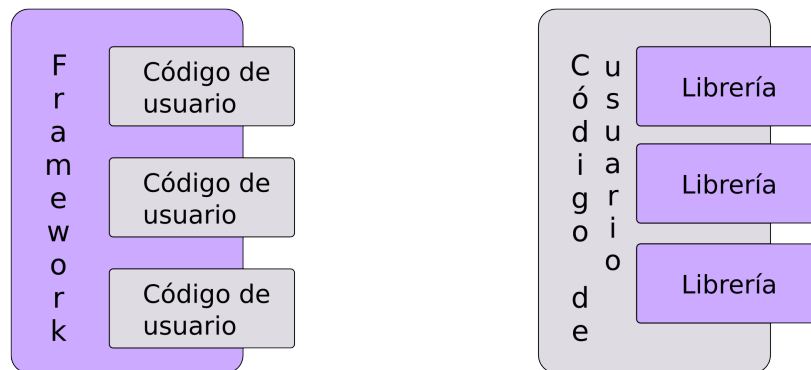 Framework
Código de
usuario
Código de
usuario
Código de
usuario
Código de
usuario
Librería
Librería
Librería